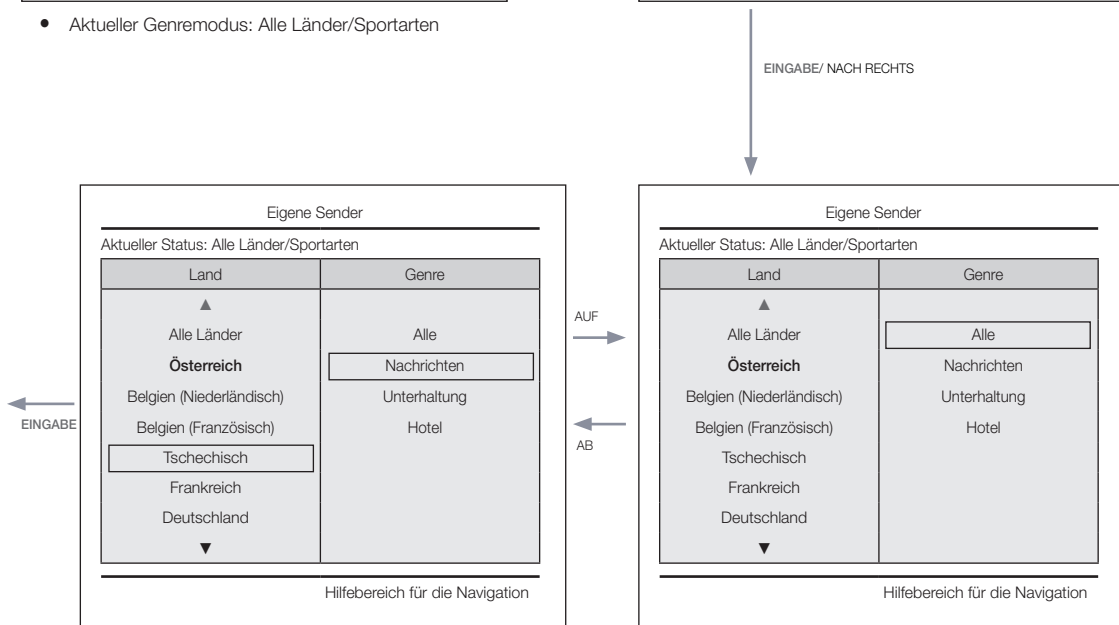 • Aktueller Genremodus: Alle Länder/Sportarten
EINGABE/ NACH RECHTS
Eigene Sender
Aktueller Status: Alle Länder/Sportarten
Land Genre
▲
Alle Länder Alle
Österreich Nachrichten
Belgien (Niederländisch) Unterhaltung
Belgien (Französisch) Hotel
Tschechisch
Frankreich
Deutschland
▼
Hilfebereich für die Navigation
EINGABE
AUF
AB
Eigene Sender
Aktueller Status: Alle Länder/Sportarten
Land Genre
▲
Alle Länder Alle
Österreich Nachrichten
Belgien (Niederländisch) Unterhaltung
Belgien (Französisch) Hotel
Tschechisch
Frankreich
Deutschland
▼
Hilfebereich für die Navigation